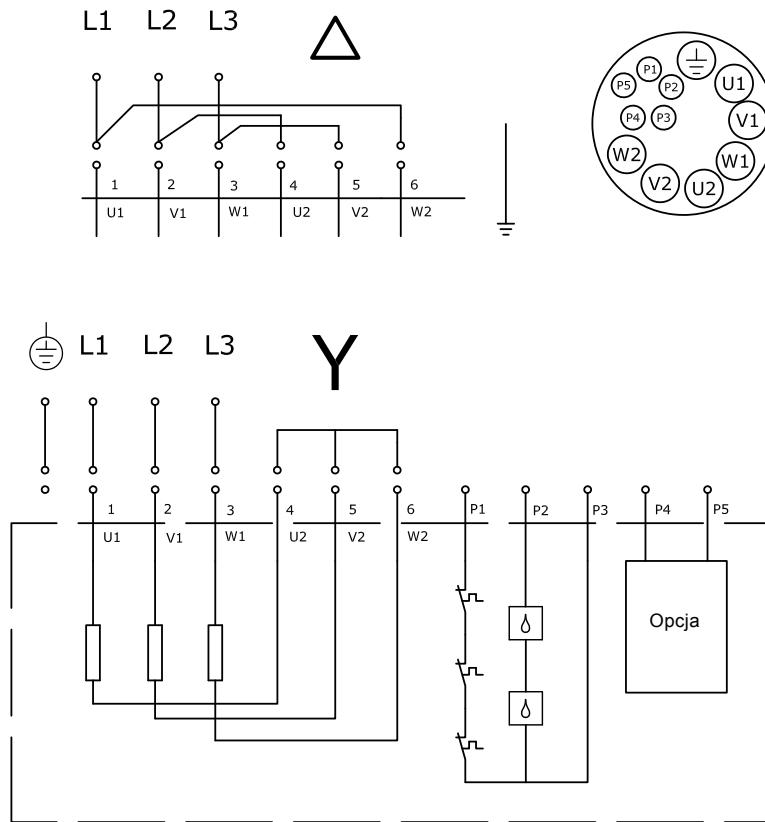 L1 L2 L3
P1
P5 P2 U1
P4 P3 V1
W2 W1
V2 U2
1 2 3 4 5 6
U1 V1 W1 U2 V2 W2
L1 L2 L3 Y
1 2 3 4 5 6 P1 P2 P3 P4 P5
U1 V1 W1 U2 V2 W2
Opcja